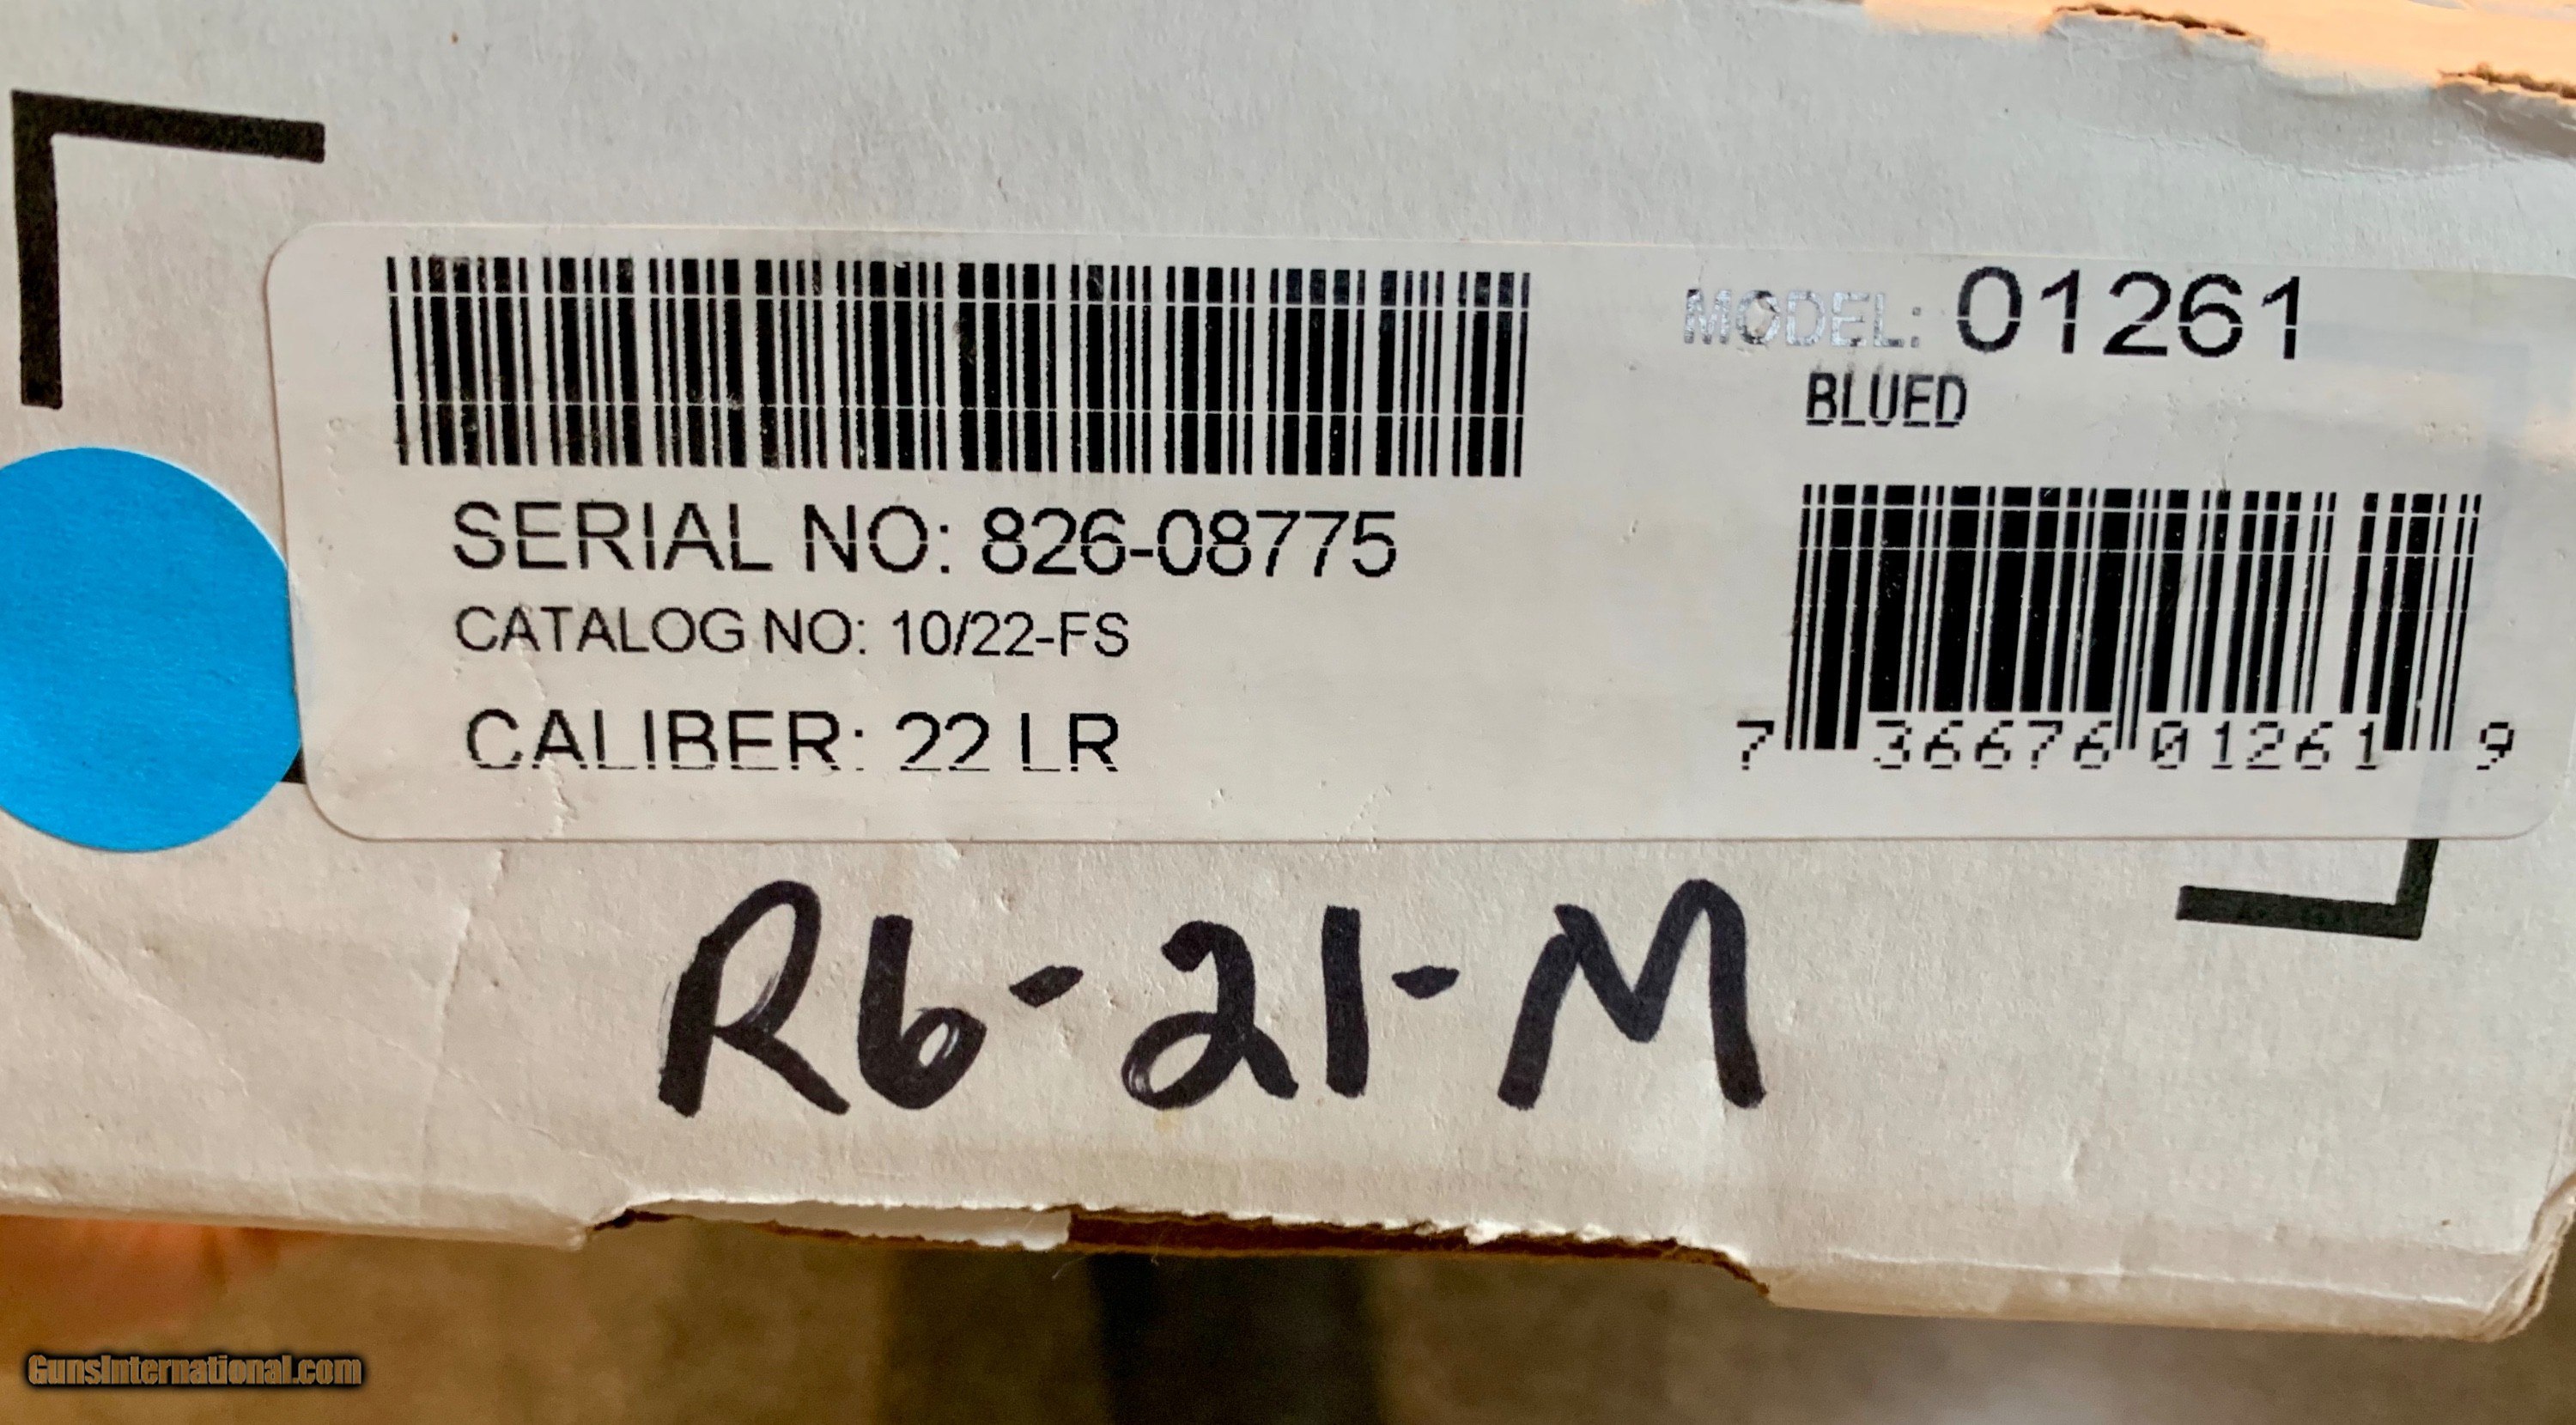 MODEL: 01261
BLUED
SERIAL NO: 826-08775
CATALOG NO: 10/22-FS
CALIBER: 22 LR
7 36676 01261 9
R6-21-M
GunsInternational.com